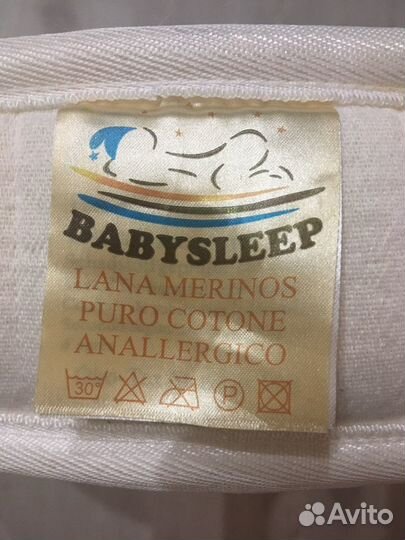 BABYSLEEP
LANA MERINOS
PURO COTONE
ANALLERGICO
30° P
Avito